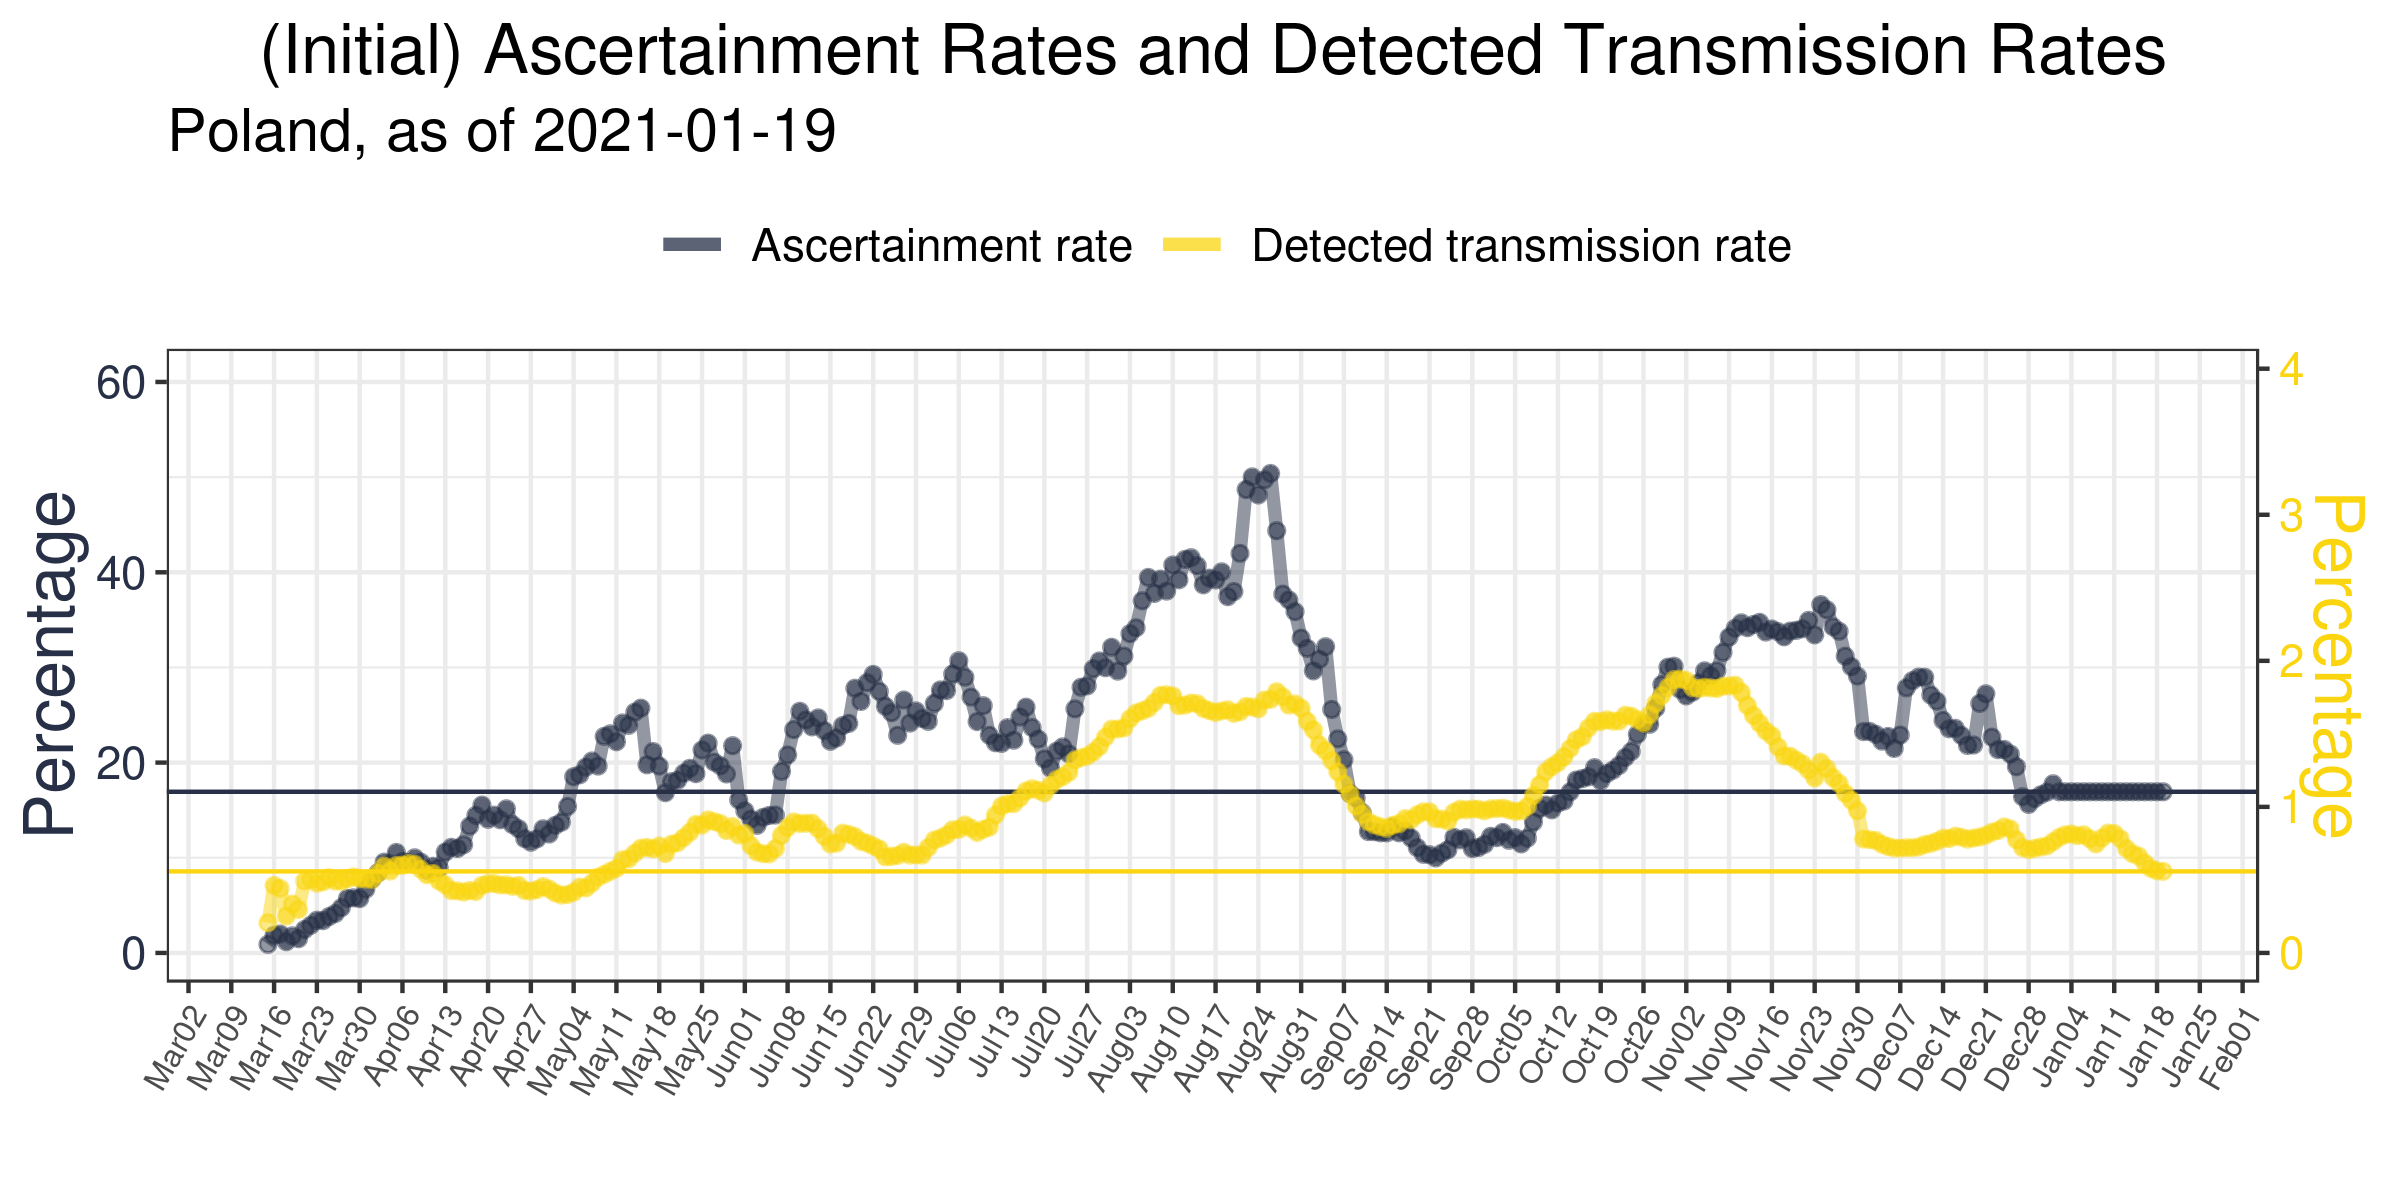 (Initial) Ascertainment Rates and Detected Transmission Rates
Poland, as of 2021-01-19
Ascertainment rate Detected transmission rate
Percentage
60
40
20
0
4
3
2
1
0
Percentage
Mar02 Mar09 Mar16 Mar23 Mar30 Apr06 Apr13 Apr20 Apr27 May04 May11 May18 May25 Jun01 Jun08 Jun15 Jun22 Jun29 Jul06 Jul13 Jul20 Jul27 Aug03 Aug10 Aug17 Aug24 Aug31 Sep07 Sep14 Sep21 Sep28 Oct05 Oct12 Oct19 Oct26 Nov02 Nov09 Nov16 Nov23 Nov30 Dec07 Dec14 Dec21 Dec28 Jan04 Jan11 Jan18 Jan25 Feb01